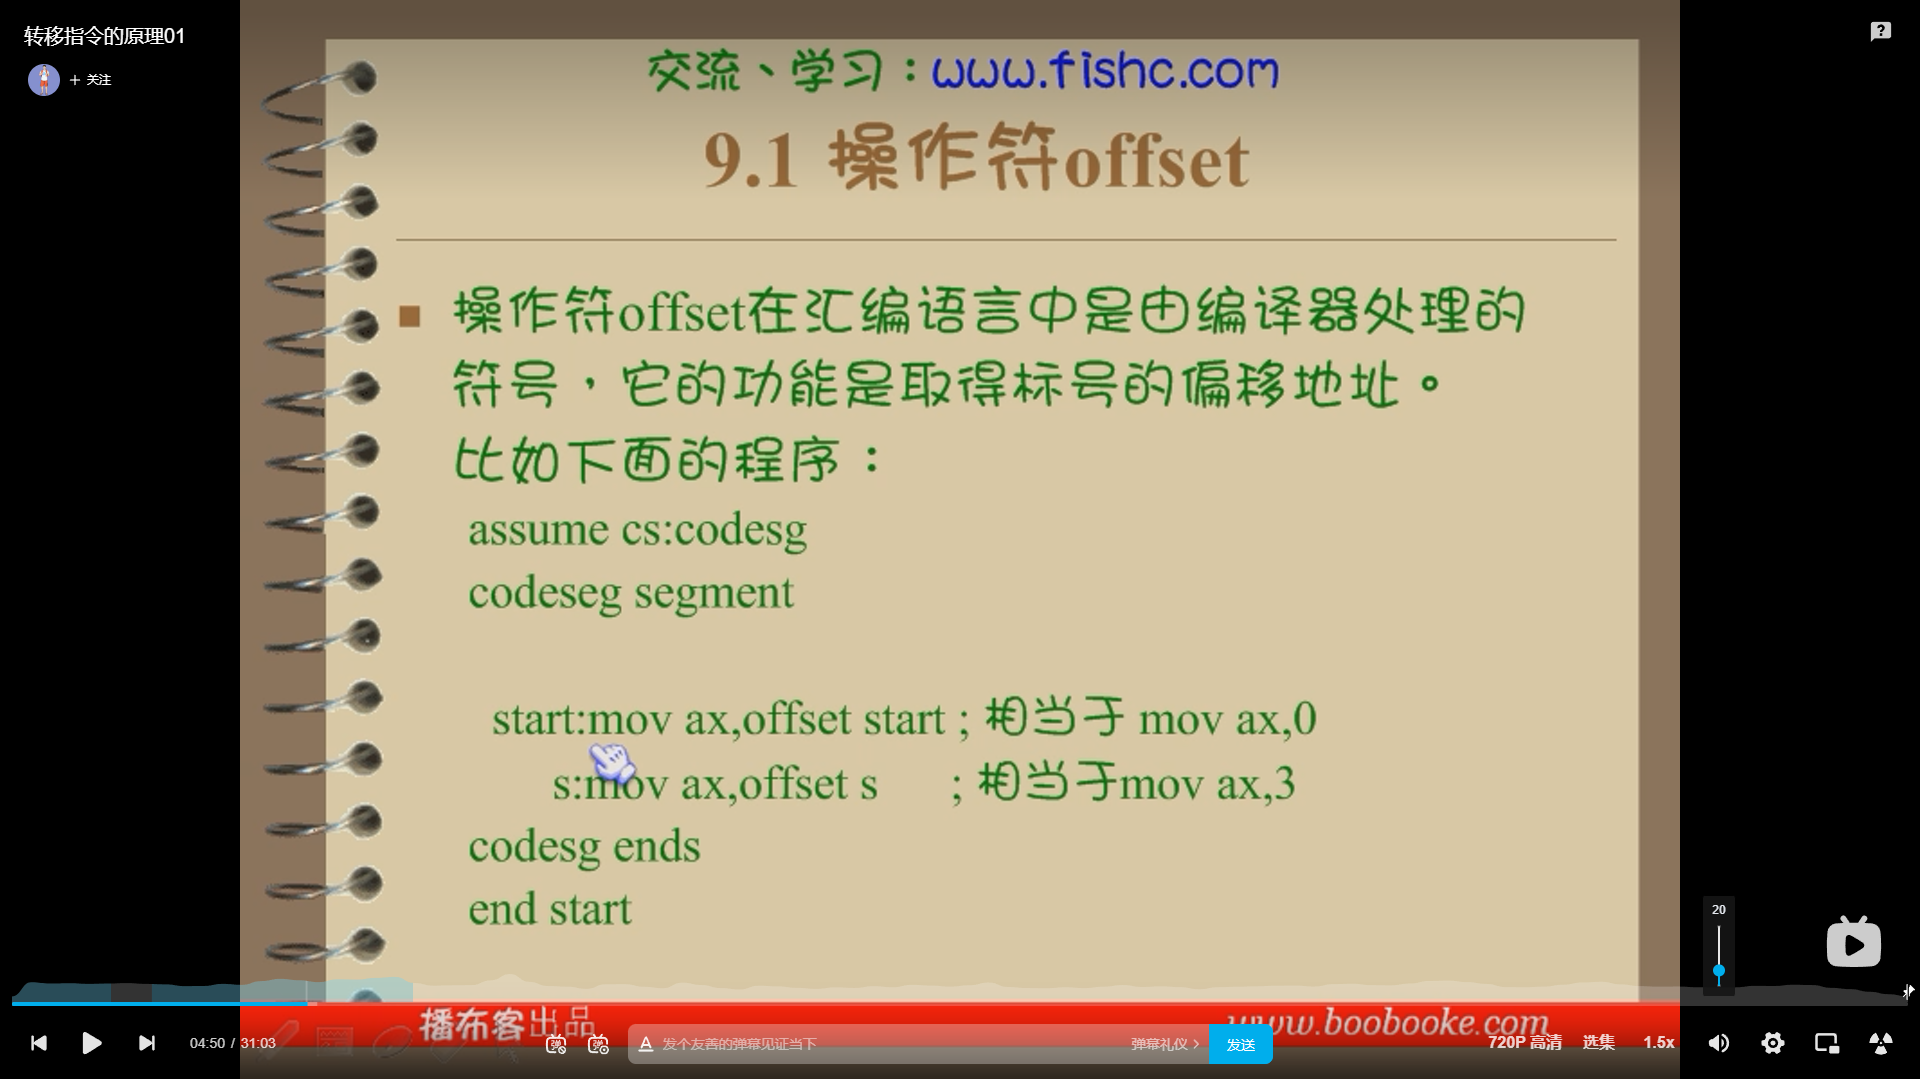 转移指令的原理01
+ 关注
交流、学习：www.fishc.com
9.1 操作符offset
操作符offset在汇编语言中是由编译器处理的
符号，它的功能是取得标号的偏移地址。
比如下面的程序：
assume cs:codesg
codeseg segment
start:mov ax,offset start ; 相当于 mov ax,0
s:mov ax,offset s ; 相当于mov ax,3
codesg ends
end start
20
播布客出品
www.boobooke.com
04:50 / 31:03
发个友善的弹幕见证当下
弹幕礼仪 >
发送
720P 高清
选集
1.5x